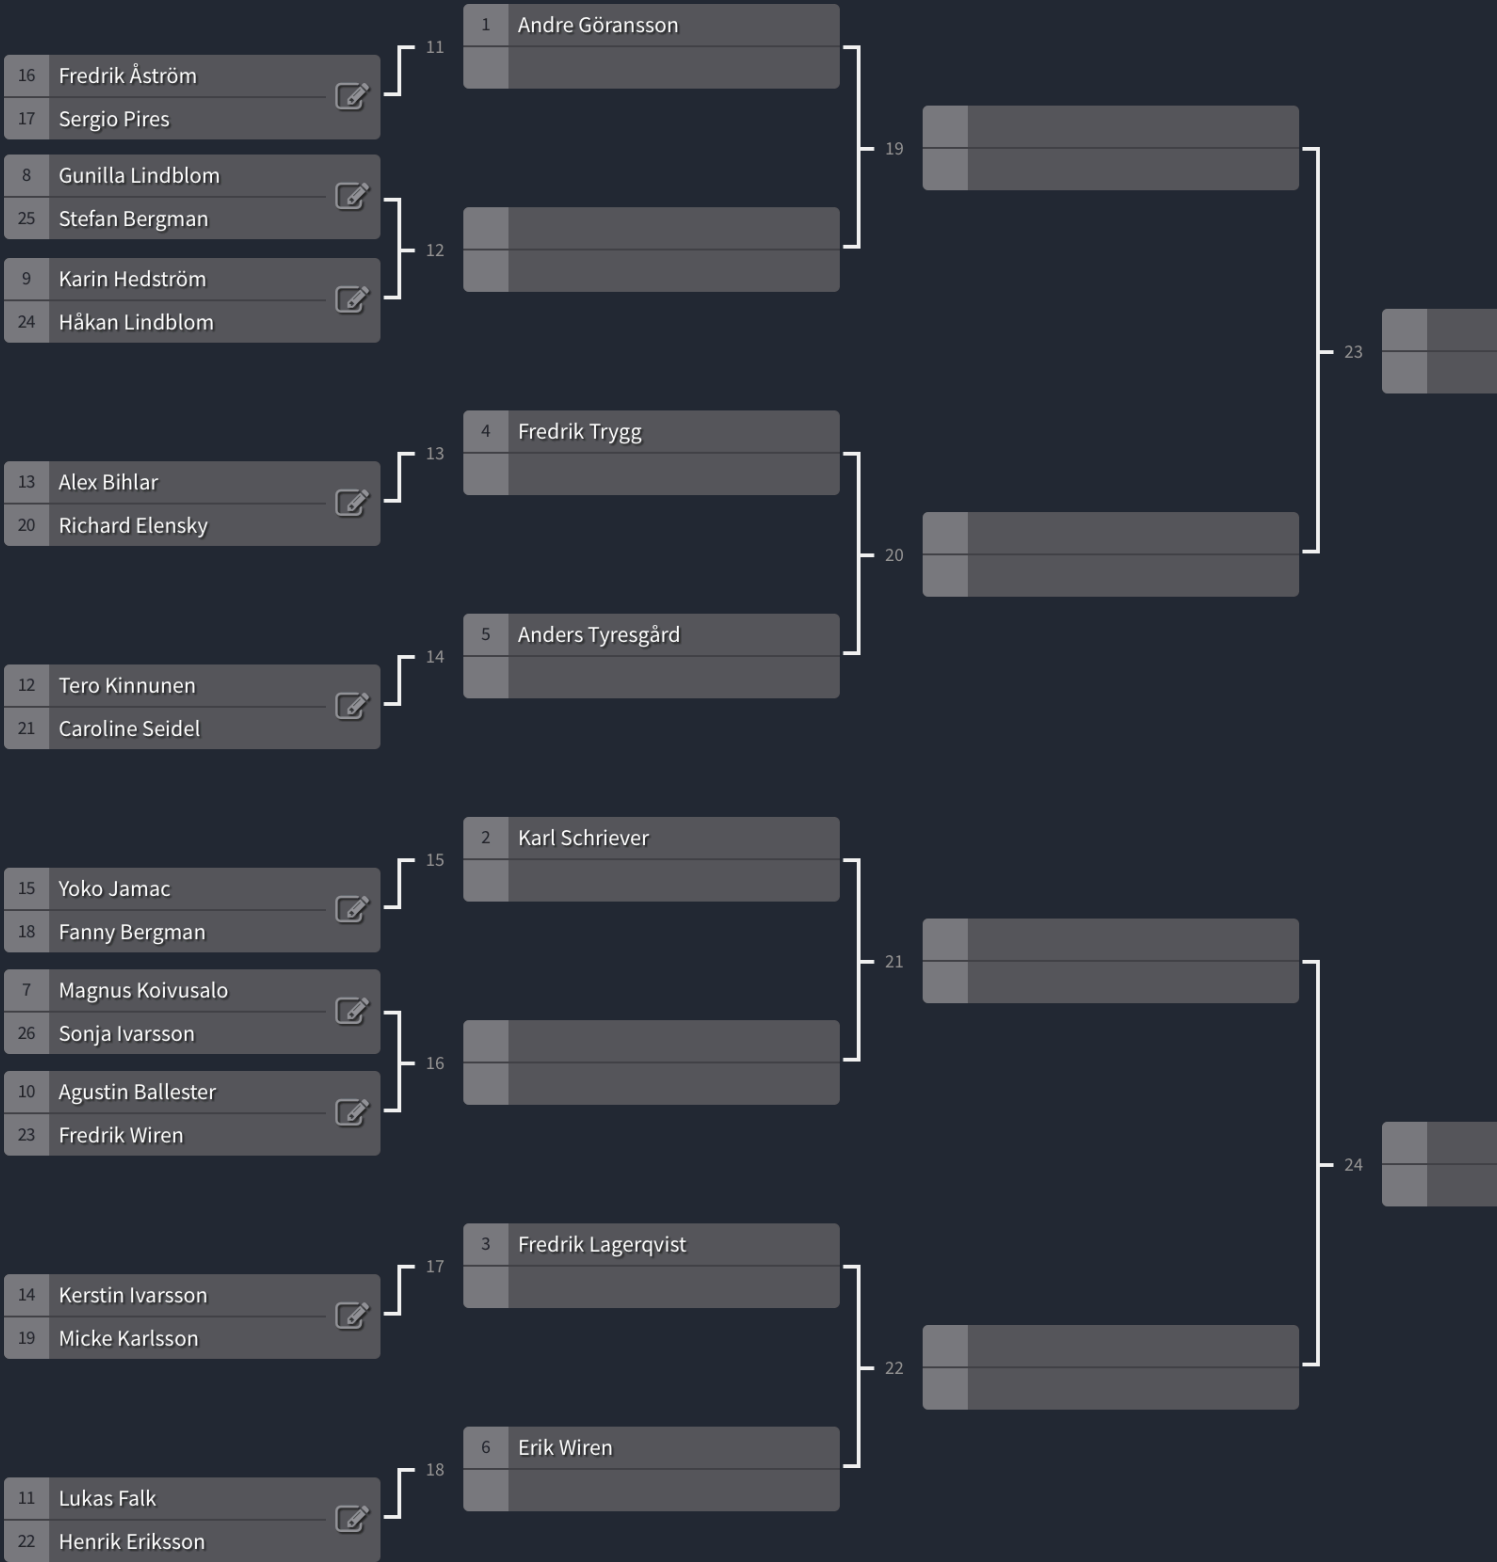 1 Andre Göransson
11
16 Fredrik Åström
17 Sergio Pires
8 Gunilla Lindblom
25 Stefan Bergman
19
12
9 Karin Hedström
24 Håkan Lindblom
23
4 Fredrik Trygg
13
13 Alex Bihlar
20 Richard Elensky
20
5 Anders Tyresgård
14
12 Tero Kinnunen
21 Caroline Seidel
2 Karl Schriever
15
15 Yoko Jamac
18 Fanny Bergman
21
7 Magnus Koivusalo
26 Sonja Ivarsson
16
10 Agustin Ballester
23 Fredrik Wiren
24
3 Fredrik Lagerqvist
17
14 Kerstin Ivarsson
19 Micke Karlsson
22
6 Erik Wiren
18
11 Lukas Falk
22 Henrik Eriksson